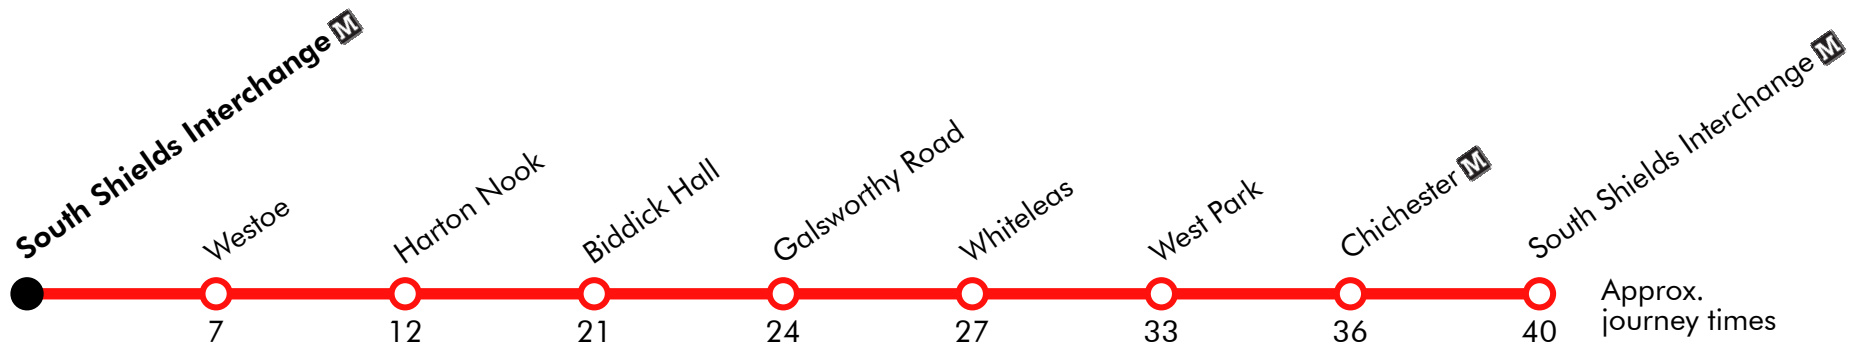 South Shields Interchange M
Westoe
Harton Nook
Biddick Hall
Galsworthy Road
Whiteleas
West Park
Chichester M
South Shields Interchange M
7
12
21
24
27
33
36
40
Approx.
journey times